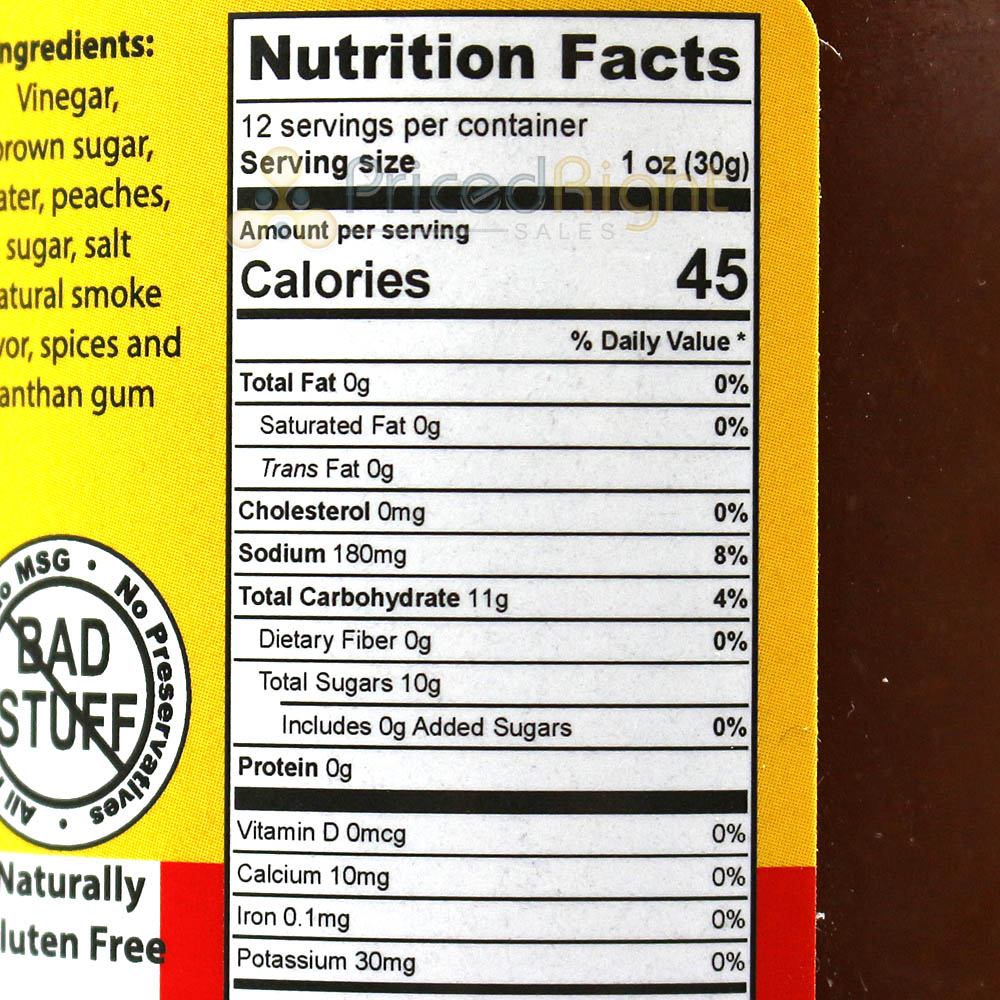 ngredients:
Vinegar,
rown sugar,
ater, peaches,
sugar, salt
atural smoke
vor, spices and
anthan gum
Nutrition Facts
12 servings per container
Serving size 1 oz (30g)
PricedRight
SALES
Amount per serving
Calories 45
% Daily Value *
Total Fat 0g 0%
Saturated Fat 0g 0%
Trans Fat 0g
Cholesterol 0mg 0%
Sodium 180mg 8%
Total Carbohydrate 11g 4%
Dietary Fiber 0g 0%
Total Sugars 10g
Includes 0g Added Sugars 0%
Protein 0g
Vitamin D 0mcg 0%
Calcium 10mg 0%
Iron 0.1mg 0%
Potassium 30mg 0%
o MSG • No Preservatives • All
BAD
STUFF
Naturally
luten Free